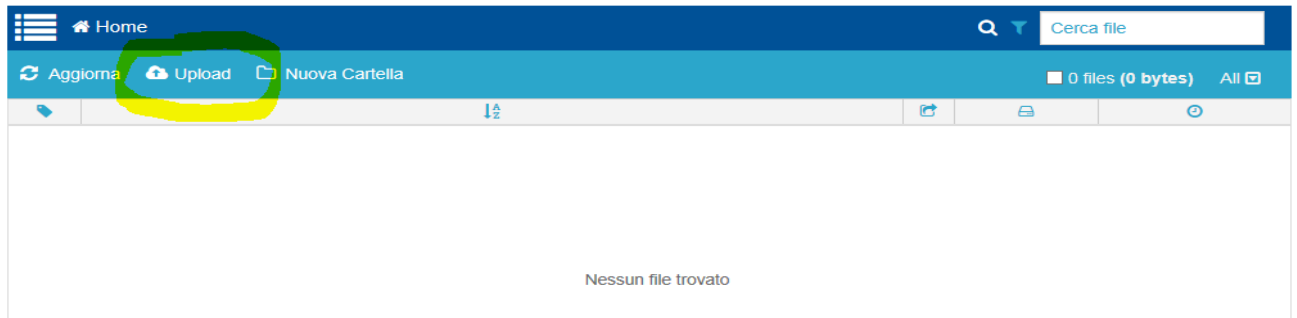 Home
Cerca file
Aggiorna Upload Nuova Cartella
0 files (0 bytes) All
Nessun file trovato